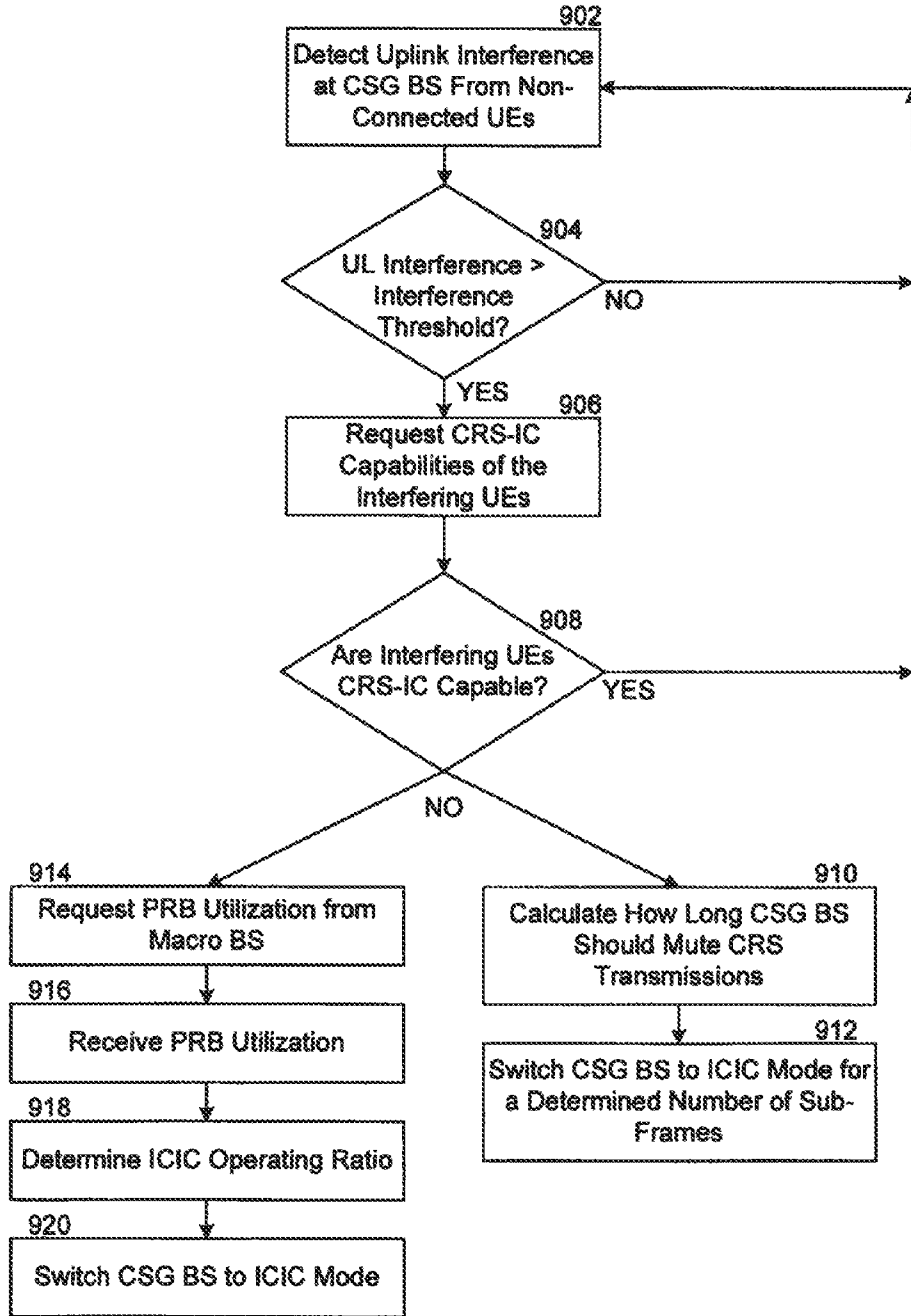 902
Detect Uplink Interference
at CSG BS From Non-
Connected UEs
904
UL Interference >
Interference
Threshold?
NO
YES
906
Request CRS-IC
Capabilities of the
Interfering UEs
908
Are Interfering UEs
CRS-IC Capable?
YES
NO
914
Request PRB Utilization from
Macro BS
916
Receive PRB Utilization
918
Determine ICIC Operating Ratio
920
Switch CSG BS to ICIC Mode
910
Calculate How Long CSG BS
Should Mute CRS
Transmissions
912
Switch CSG BS to ICIC Mode for
a Determined Number of Sub-
Frames